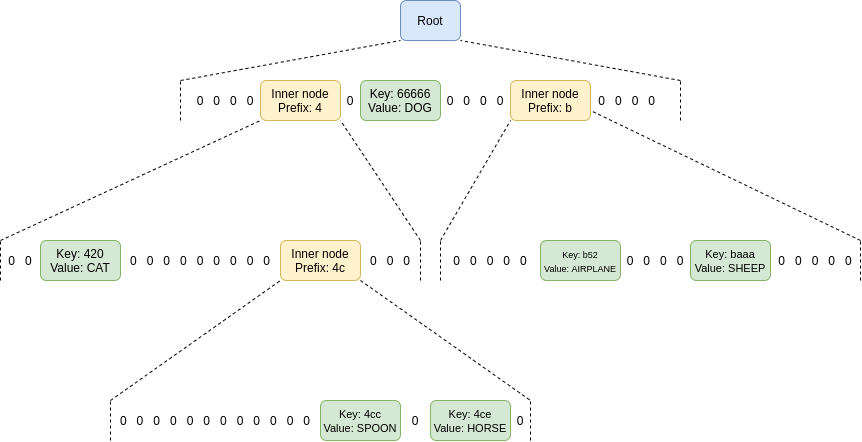 Root
0 0 0 0 Inner node 0 Key: 66666 0 0 0 0 Inner node 0 0 0 0
Prefix: 4 Value: DOG Prefix: b
0 0 Key: 420 0 0 0 0 0 0 0 0 0 Inner node 0 0 0 0 0 0 0 0 Key: b52 0 0 0 0 Key: baaa 0 0 0 0 0
Value: CAT Prefix: 4c Value: AIRPLANE Value: SHEEP
0 0 0 0 0 0 0 0 0 0 0 0 Key: 4cc 0 Key: 4ce 0
Value: SPOON Value: HORSE